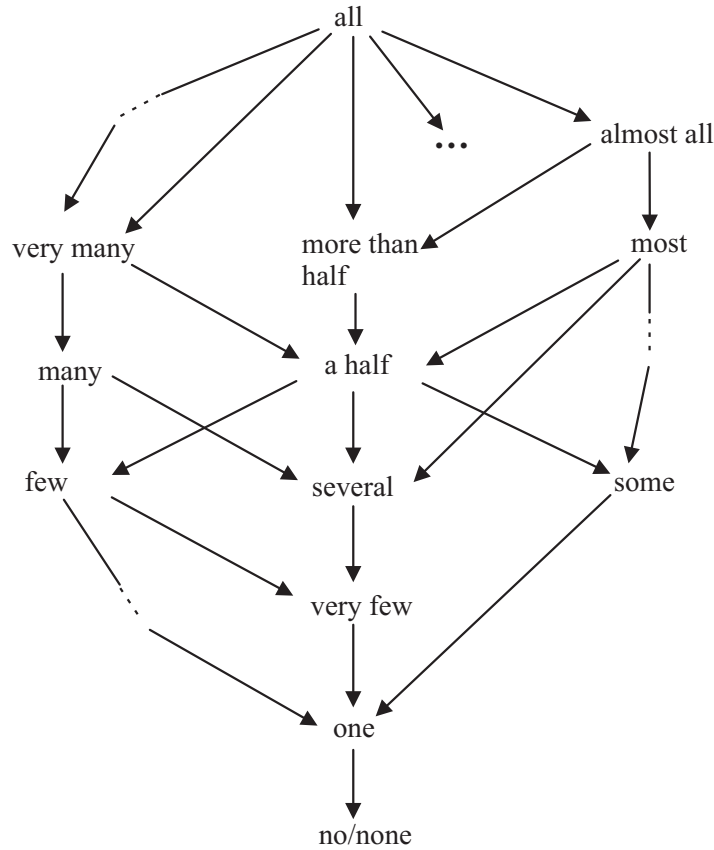 all
...
almost all
very many
more than
half
most
many
a half
few
several
some
very few
one
no/none